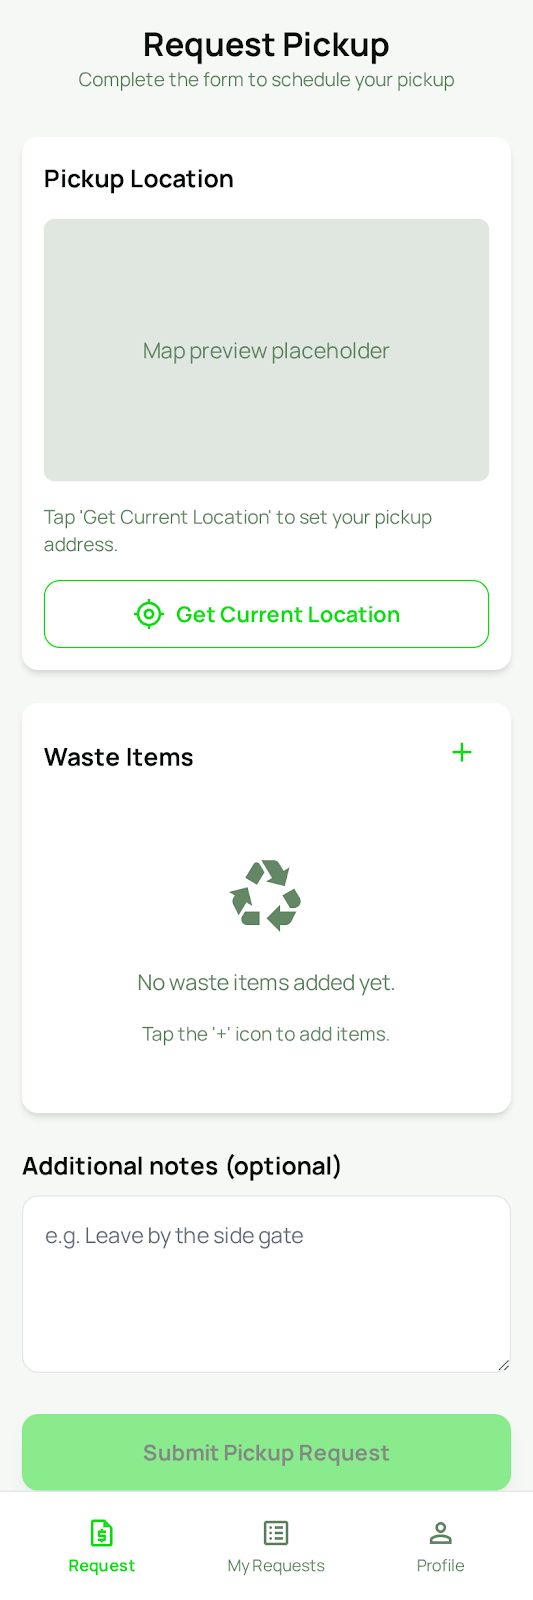 Request Pickup
Complete the form to schedule your pickup
Pickup Location
Map preview placeholder
Tap 'Get Current Location' to set your pickup
address.
Get Current Location
Waste Items
+
No waste items added yet.
Tap the '+' icon to add items.
Additional notes (optional)
e.g. Leave by the side gate
Submit Pickup Request
Request
My Requests
Profile